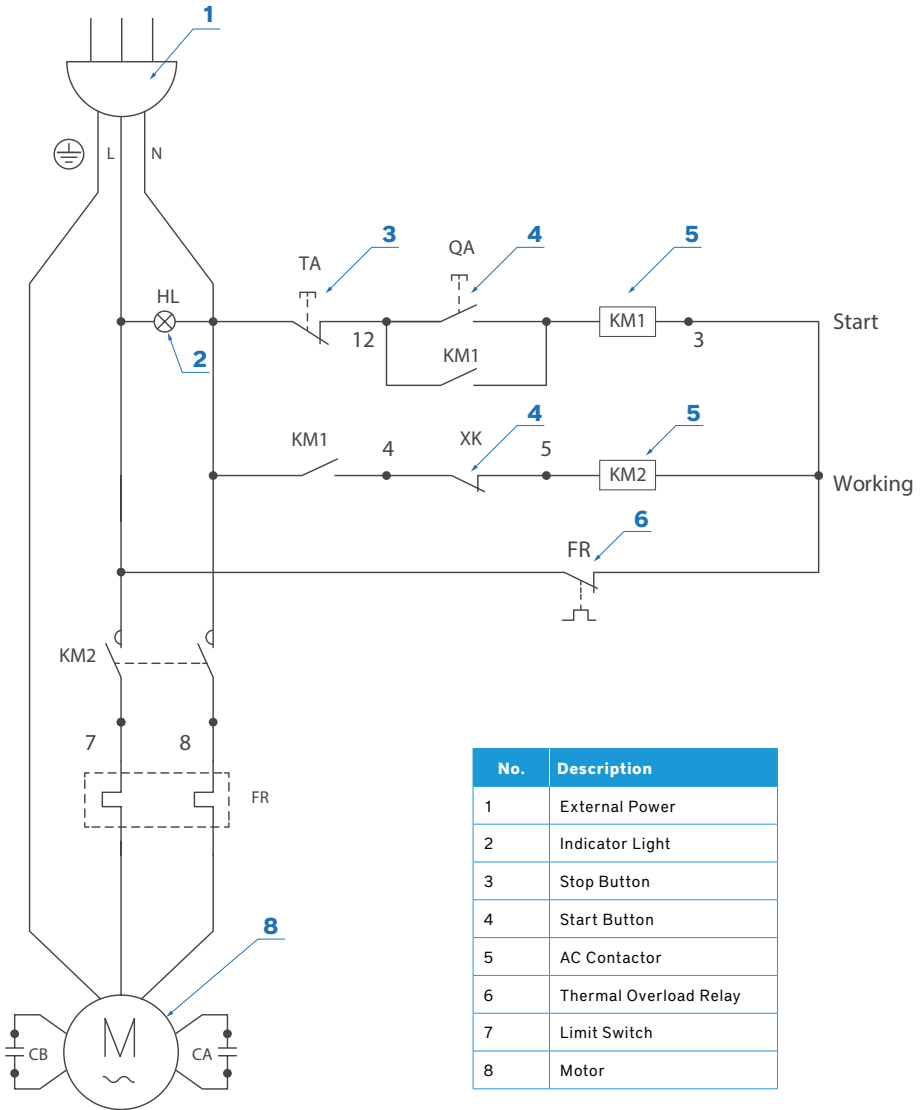 1
L
N
3
4
5
TA
QA
HL
KM1
Start
12
3
2
KM1
4
5
KM1
4
XK
5
KM2
Working
6
FR
KM2
7
8
FR
No. Description
1 External Power
2 Indicator Light
3 Stop Button
4 Start Button
5 AC Contactor
6 Thermal Overload Relay
7 Limit Switch
8 Motor
8
M
CB
CA